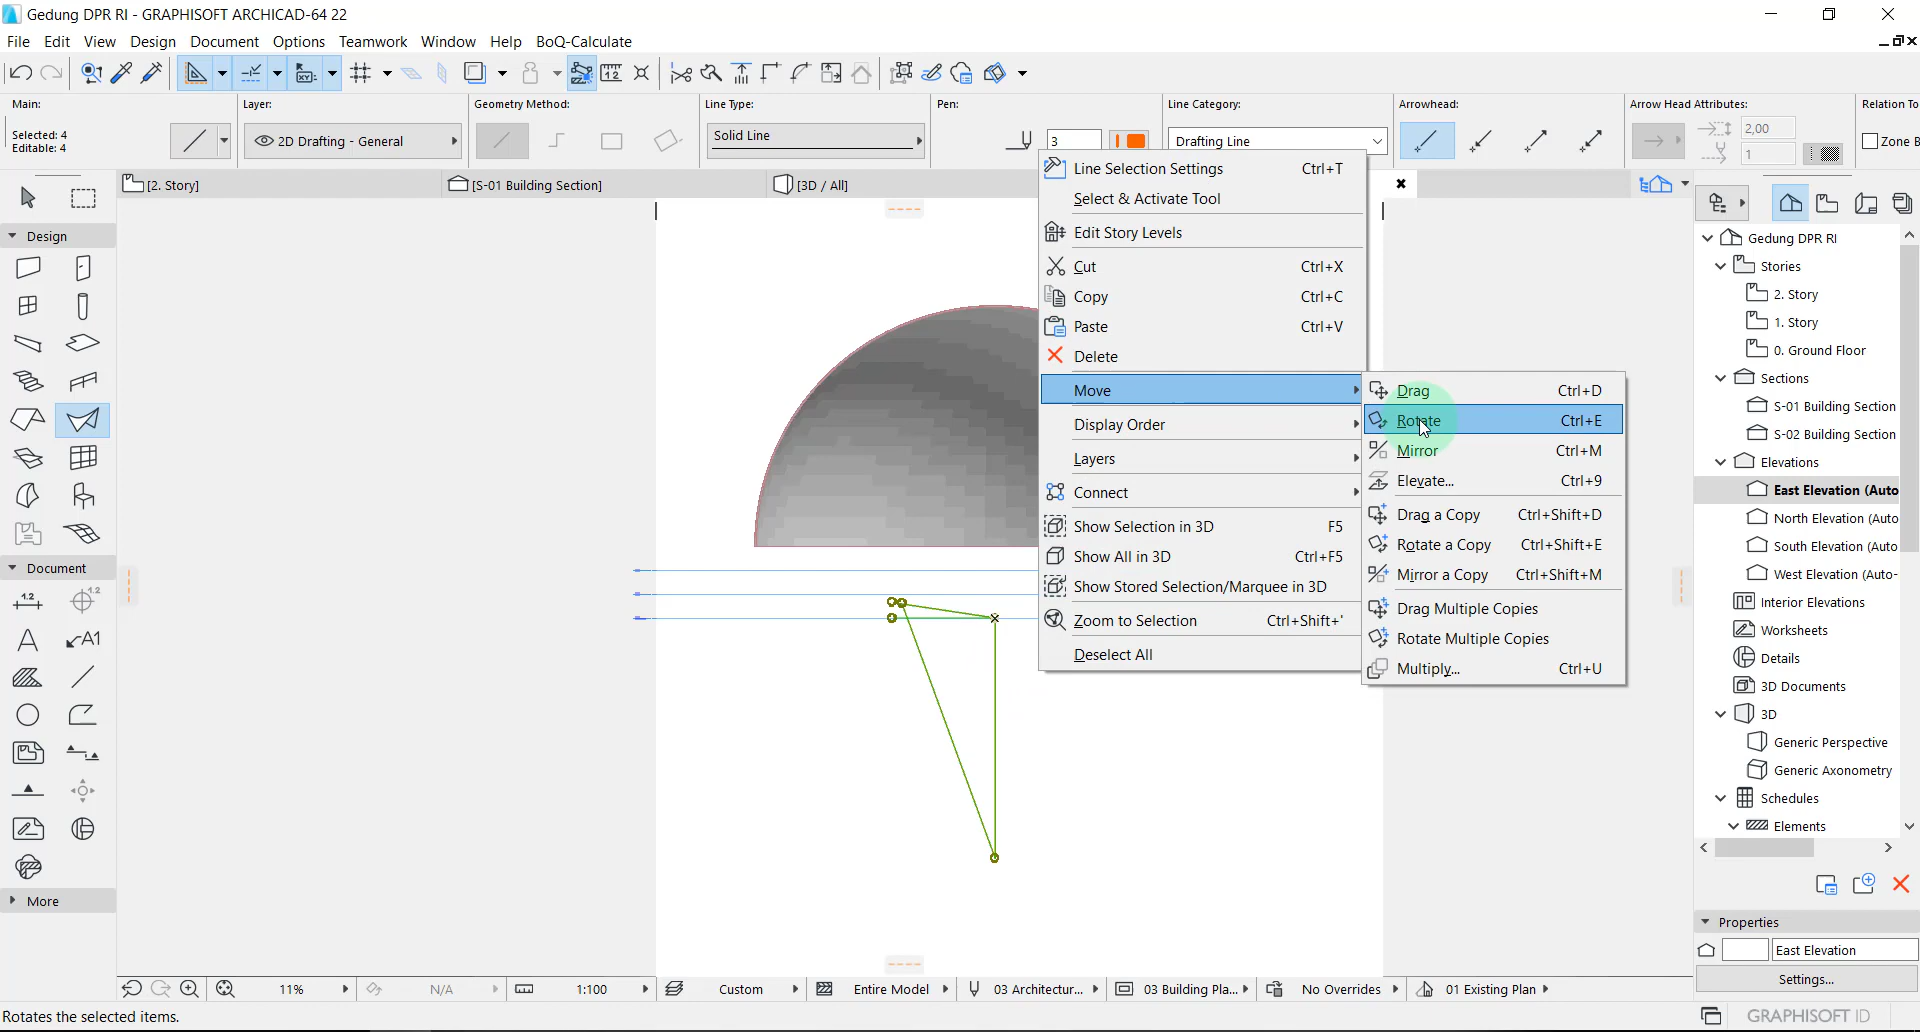 Gedung DPR RI - GRAPHISOFT ARCHICAD-64 22
File Edit View Design Document Options Teamwork Window Help BoQ-Calculate
Main: Layer: Geometry Method: Line Type: Pen: Line Category: Arrowhead: Arrow Head Attributes: Relation To
Selected: 4
Editable: 4
2D Drafting - General
Solid Line
3
Drafting Line
2,00
1
Zone B
[2. Story]
[S-01 Building Section]
[3D / All]
Design
Document
1.2
1.2
A
A1
More
Line Selection Settings Ctrl+T
Select & Activate Tool
Edit Story Levels
Cut Ctrl+X
Copy Ctrl+C
Paste Ctrl+V
Delete
Move
Display Order
Layers
Connect
Show Selection in 3D F5
Show All in 3D Ctrl+F5
Show Stored Selection/Marquee in 3D
Zoom to Selection Ctrl+Shift+'
Deselect All
Drag Ctrl+D
Rotate Ctrl+E
Mirror Ctrl+M
Elevate... Ctrl+9
Drag a Copy Ctrl+Shift+D
Rotate a Copy Ctrl+Shift+E
Mirror a Copy Ctrl+Shift+M
Drag Multiple Copies
Rotate Multiple Copies
Multiply... Ctrl+U
Gedung DPR RI
Stories
2. Story
1. Story
0. Ground Floor
Sections
S-01 Building Section
S-02 Building Section
Elevations
East Elevation (Auto
North Elevation (Auto
South Elevation (Auto
West Elevation (Auto-
Interior Elevations
Worksheets
Details
3D Documents
3D
Generic Perspective
Generic Axonometry
Schedules
Elements
Properties
East Elevation
Settings...
11% N/A 1:100 Custom Entire Model 03 Architectur... 03 Building Pla... No Overrides 01 Existing Plan
Rotates the selected items.
GRAPHISOFT ID